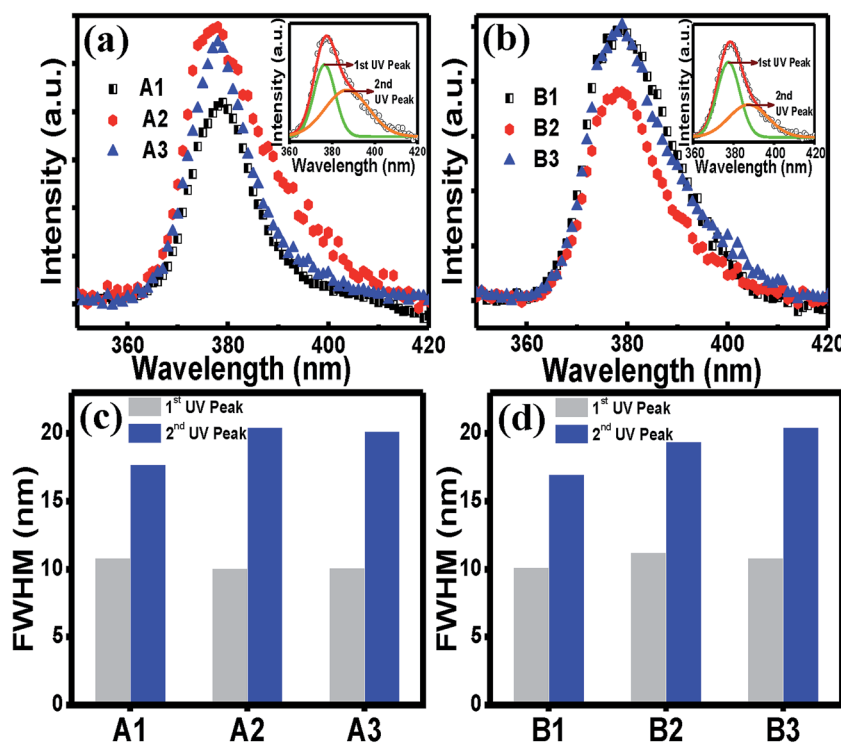 (a)
A1
A2
A3
Intensity (a.u.)
Wavelength (nm)
360 380 400 420
Intensity (a.u.)
1st UV Peak
2nd
UV Peak
360 380 400 420
Wavelength (nm)
(b)
B1
B2
B3
Intensity (a.u.)
Wavelength (nm)
360 380 400 420
Intensity (a.u.)
1st UV Peak
2nd
UV Peak
360 380 400 420
Wavelength (nm)
(c)
1st UV Peak
2nd UV Peak
FWHM (nm)
20
15
10
5
0
A1 A2 A3
(d)
1st UV Peak
2nd UV Peak
FWHM (nm)
20
15
10
5
0
B1 B2 B3